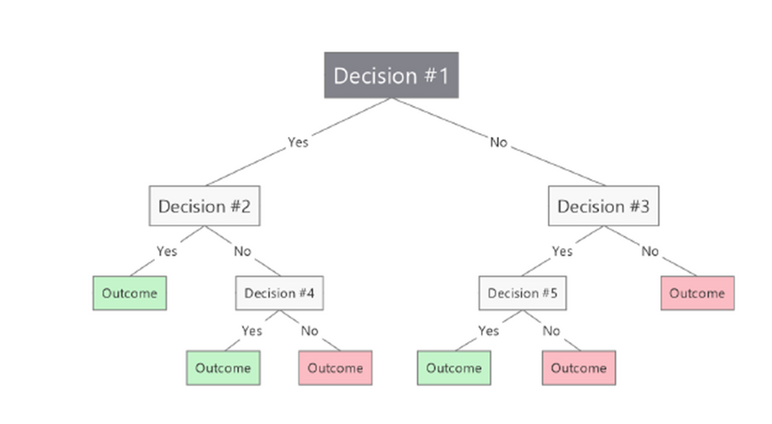 Decision #1
Yes
No
Decision #2
Decision #3
Yes
No
Yes
No
Outcome
Decision #4
Decision #5
Outcome
Yes
No
Yes
No
Outcome
Outcome
Outcome
Outcome